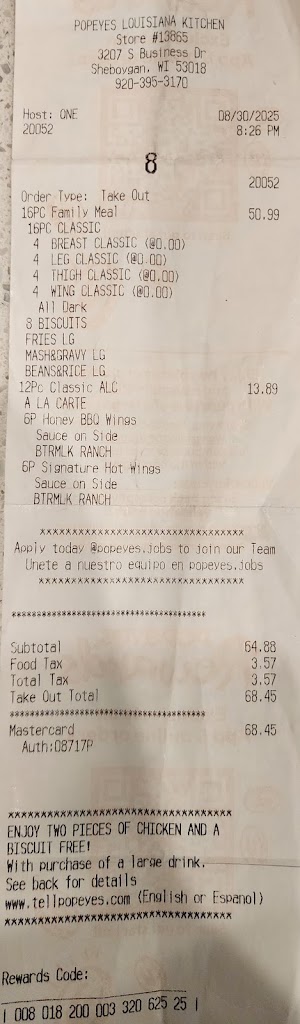 POPEYES LOUISIANA KITCHEN
Store #13865
3207 S Business Dr
Sheboygan, WI 53018
920-395-3170
Host: ONE 08/30/2025
20052 8:26 PM
8
20052
Order Type: Take Out
16PC Family Meal 50.99
16PC CLASSIC
4 BREAST CLASSIC (@0.00)
4 LEG CLASSIC (@0.00)
4 THIGH CLASSIC (@0.00)
4 WING CLASSIC (@0.00)
All Dark
8 BISCUITS
FRIES LG
MASH&GRAVY LG
BEANS&RICE LG
12Pc Classic ALC 13.89
A LA CARTE
6P Honey BBQ Wings
Sauce on Side
BTRMLK RANCH
6P Signature Hot Wings
Sauce on Side
BTRMLK RANCH
xxxxxxxxxxxxxxxxxxxxxxxxxxxxxxx
Apply today @popeyes.jobs to join our Team
Unete a nuestro equipo en popeyes.jobs
xxxxxxxxxxxxxxxxxxxxxxxxxxxxxxx
************************************
Subtotal 64.88
Food Tax 3.57
Total Tax 3.57
Take Out Total 68.45
************************************
Mastercard 68.45
Auth:08717P
xxxxxxxxxxxxxxxxxxxxxxxxxxxxxxxxxx
ENJOY TWO PIECES OF CHICKEN AND A
BISCUIT FREE!
With purchase of a large drink.
See back for details
www.tellpopeyes.com (English or Espanol)
xxxxxxxxxxxxxxxxxxxxxxxxxxxxxxxxxx
Rewards Code:
| 008 018 200 003 320 625 25 |